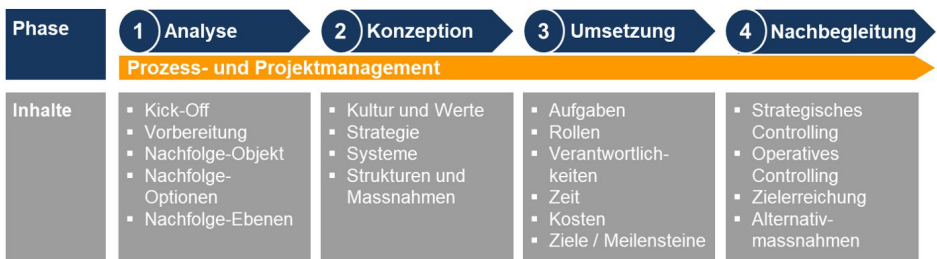 Phase
1 Analyse
2 Konzeption
3 Umsetzung
4 Nachbegleitung
Prozess- und Projektmanagement
Inhalte
▪ Kick-Off
▪ Vorbereitung
▪ Nachfolge-Objekt
▪ Nachfolge-
Optionen
▪ Nachfolge-Ebenen
▪ Kultur und Werte
▪ Strategie
▪ Systeme
▪ Strukturen und
Massnahmen
▪ Aufgaben
▪ Rollen
▪ Verantwortlich-
keiten
▪ Zeit
▪ Kosten
▪ Ziele / Meilensteine
▪ Strategisches
Controlling
▪ Operatives
Controlling
▪ Zielerreichung
▪ Alternativ-
massnahmen